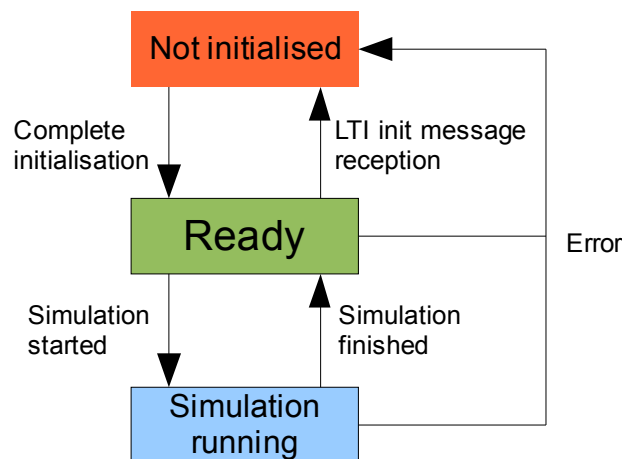 Not initialised
Complete
initialisation
LTI init message
reception
Ready
Error
Simulation
started
Simulation
finished
Simulation
running